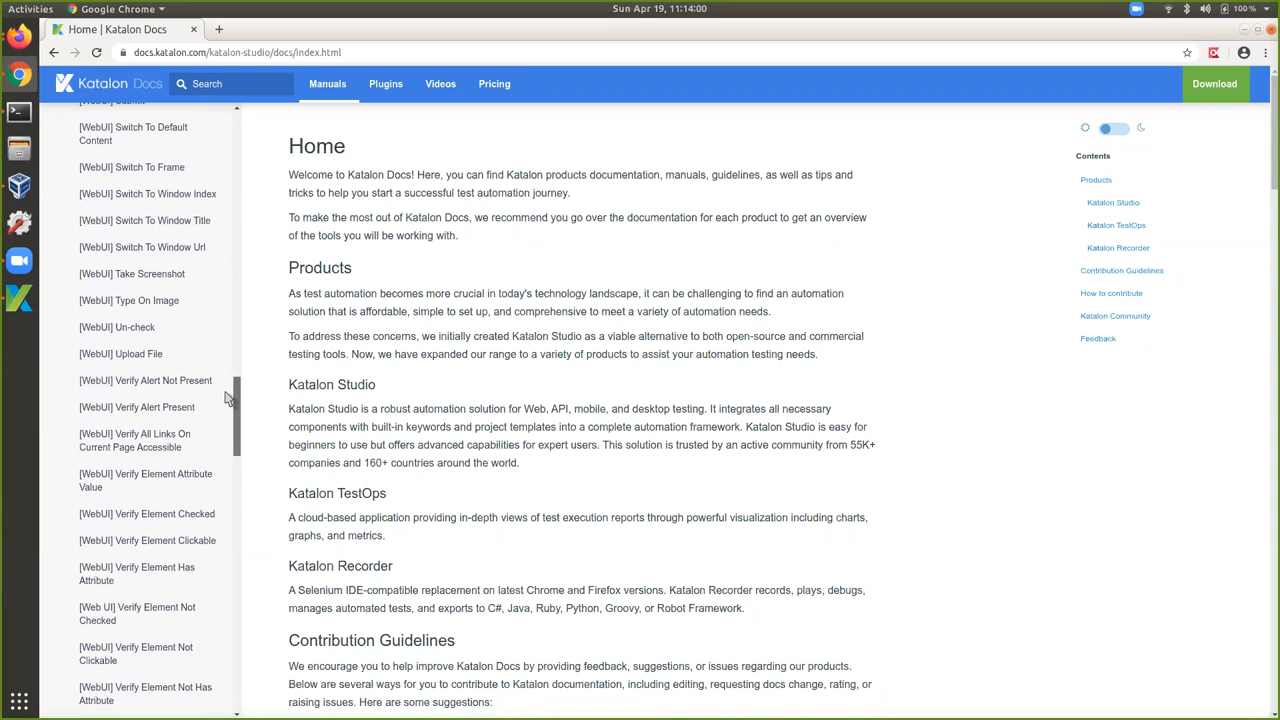 Activities
Google Chrome
Sun Apr 19, 11:14:00
100 %
Home | Katalon Docs
docs.katalon.com/katalon-studio/docs/index.html
Katalon Docs
Search
Manuals
Plugins
Videos
Pricing
Download
[WebUI] Submit
[WebUI] Switch To Default
Content
[WebUI] Switch To Frame
[WebUI] Switch To Window Index
[WebUI] Switch To Window Title
[WebUI] Switch To Window Url
[WebUI] Take Screenshot
[WebUI] Type On Image
[WebUI] Un-check
[WebUI] Upload File
[WebUI] Verify Alert Not Present
[WebUI] Verify Alert Present
[WebUI] Verify All Links On
Current Page Accessible
[WebUI] Verify Element Attribute
Value
[WebUI] Verify Element Checked
[WebUI] Verify Element Clickable
[WebUI] Verify Element Has
Attribute
[Web UI] Verify Element Not
Checked
[WebUI] Verify Element Not
Clickable
[WebUI] Verify Element Not Has
Attribute
Home
Welcome to Katalon Docs! Here, you can find Katalon products documentation, manuals, guidelines, as well as tips and
tricks to help you start a successful test automation journey.
To make the most out of Katalon Docs, we recommend you go over the documentation for each product to get an overview
of the tools you will be working with.
Products
As test automation becomes more crucial in today's technology landscape, it can be challenging to find an automation
solution that is affordable, simple to set up, and comprehensive to meet a variety of automation needs.
To address these concerns, we initially created Katalon Studio as a viable alternative to both open-source and commercial
testing tools. Now, we have expanded our range to a variety of products to assist your automation testing needs.
Katalon Studio
Katalon Studio is a robust automation solution for Web, API, mobile, and desktop testing. It integrates all necessary
components with built-in keywords and project templates into a complete automation framework. Katalon Studio is easy for
beginners to use but offers advanced capabilities for expert users. This solution is trusted by an active community from 55K+
companies and 160+ countries around the world.
Katalon TestOps
A cloud-based application providing in-depth views of test execution reports through powerful visualization including charts,
graphs, and metrics.
Katalon Recorder
A Selenium IDE-compatible replacement on latest Chrome and Firefox versions. Katalon Recorder records, plays, debugs,
manages automated tests, and exports to C#, Java, Ruby, Python, Groovy, or Robot Framework.
Contribution Guidelines
We encourage you to help improve Katalon Docs by providing feedback, suggestions, or issues regarding our products.
Below are several ways for you to contribute to Katalon documentation, including editing, requesting docs change, rating, or
raising issues. Here are some suggestions:
Contents
Products
Katalon Studio
Katalon TestOps
Katalon Recorder
Contribution Guidelines
How to contribute
Katalon Community
Feedback